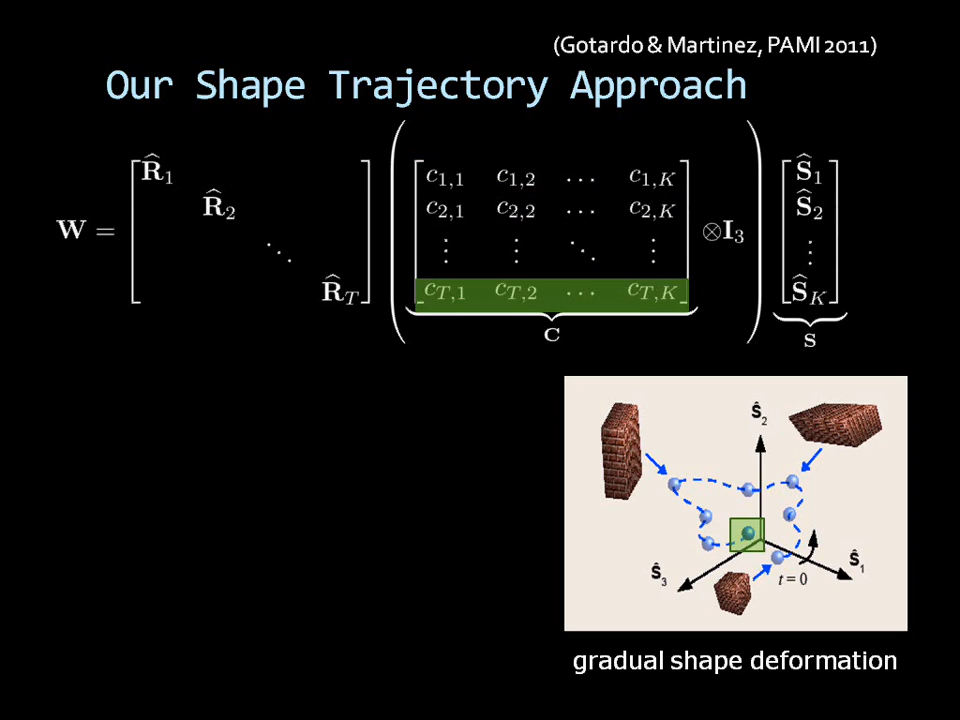 (Gotardo & Martinez, PAMI 2011)
Our Shape Trajectory Approach
W = [R̂₁ R̂₂ ⋱ R̂_T] ([c₁,₁ c₁,₂ … c₁,K
c₂,₁ c₂,₂ … c₂,K
⋮ ⋮ ⋱ ⋮
c_T,₁ c_T,₂ … c_T,K] ⊗I₃) [Ŝ₁ Ŝ₂ ⋮ Ŝ_K]
C
S
Ŝ₂
Ŝ₁
Ŝ₃
t = 0
gradual shape deformation